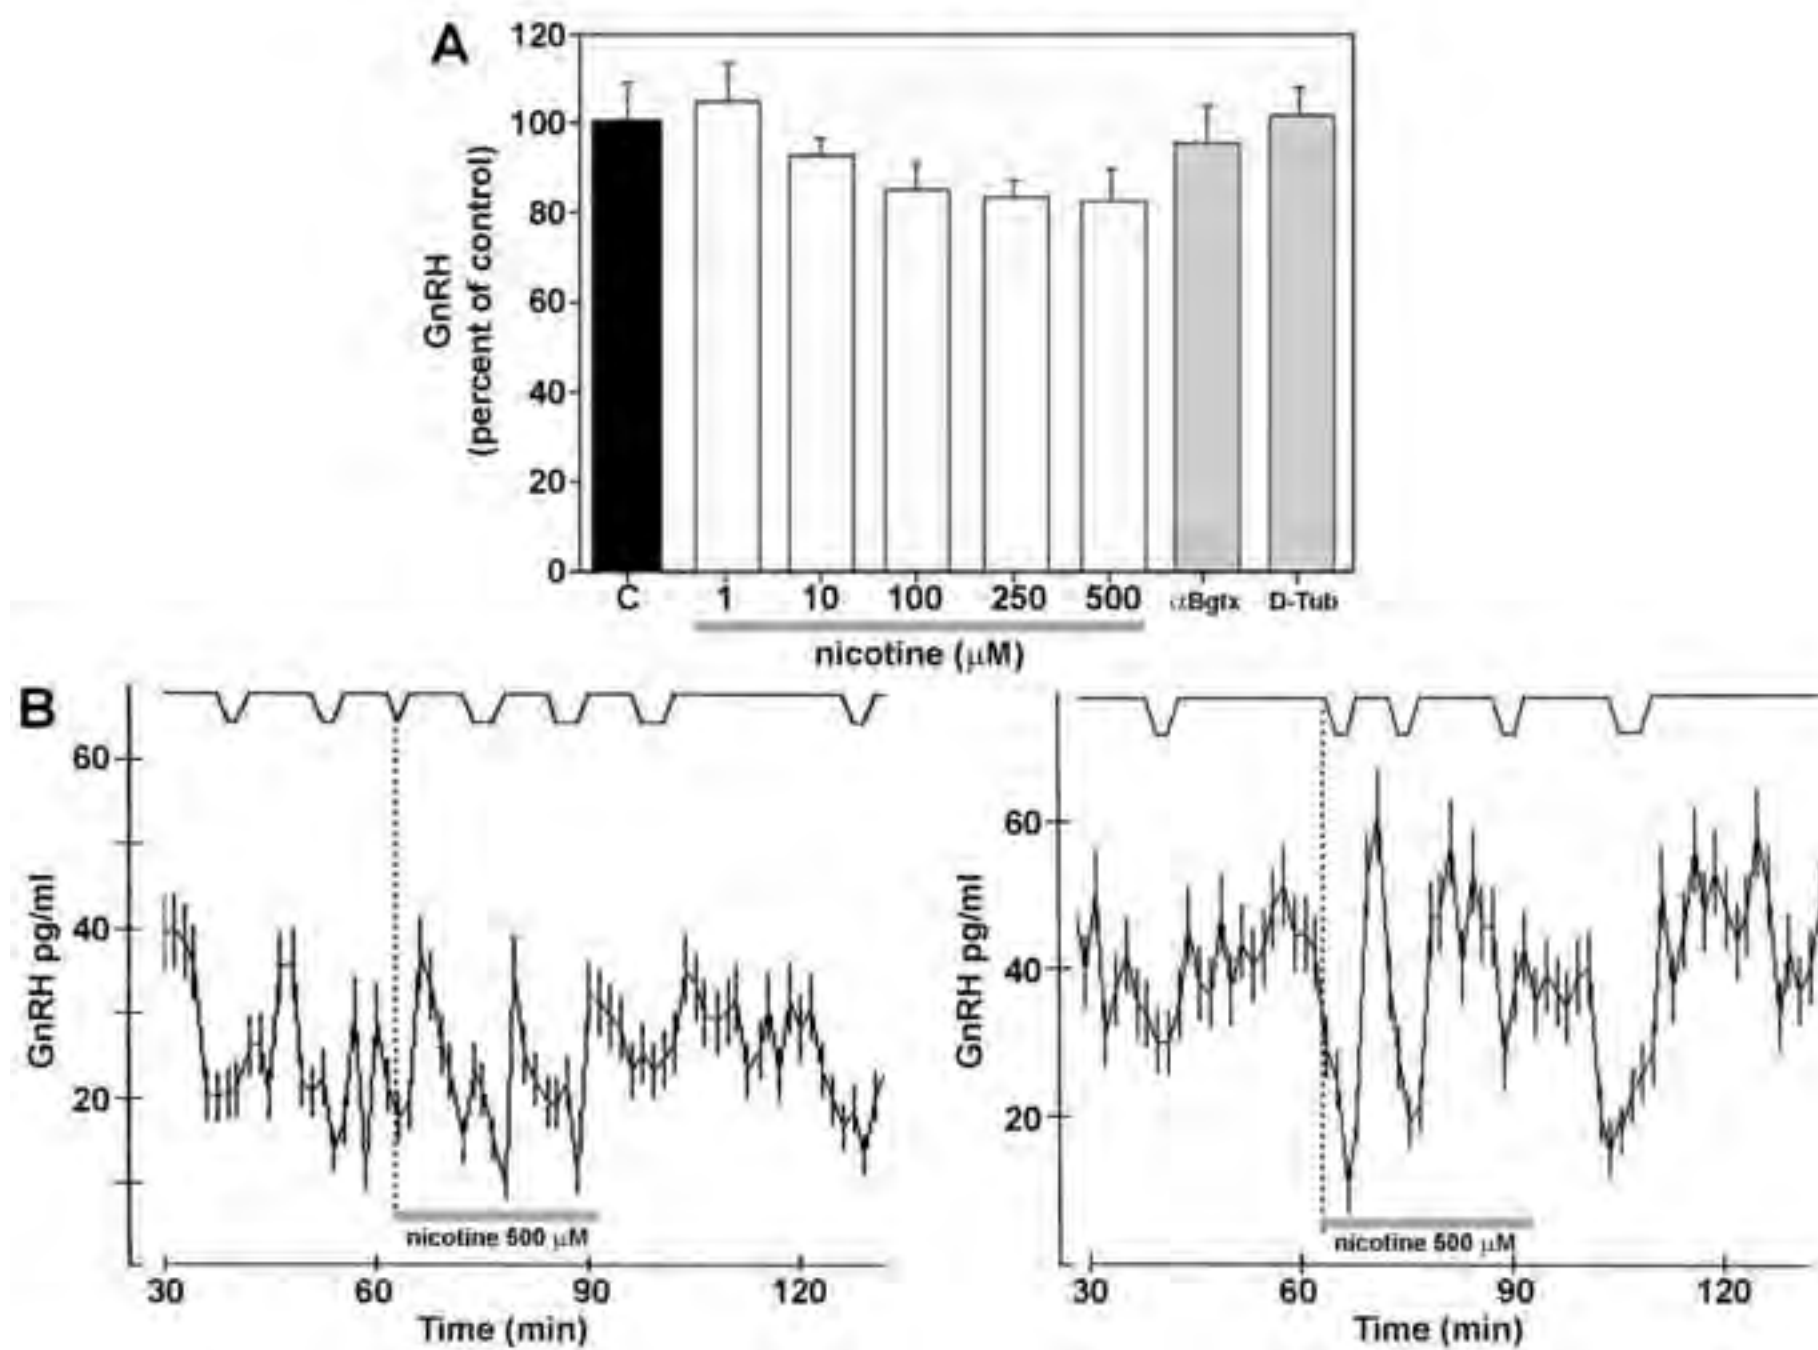 A
120
100
80
60
40
20
0
GnRH
(percent of control)
C 1 10 100 250 500 αBgtx D-Tub
nicotine (μM)
B
60
40
20
GnRH pg/ml
nicotine 500 μM
30 60 90 120
Time (min)
60
40
20
GnRH pg/ml
nicotine 500 μM
30 60 90 120
Time (min)